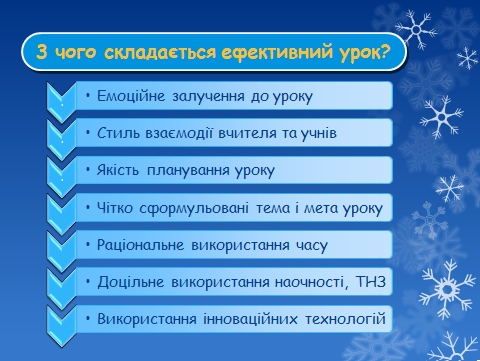 З чого складається ефективний урок?
• Емоційне залучення до уроку
• Стиль взаємодії вчителя та учнів
• Якість планування уроку
• Чітко сформульовані тема і мета уроку
• Раціональне використання часу
• Доцільне використання наочності, ТНЗ
• Використання інноваційних технологій